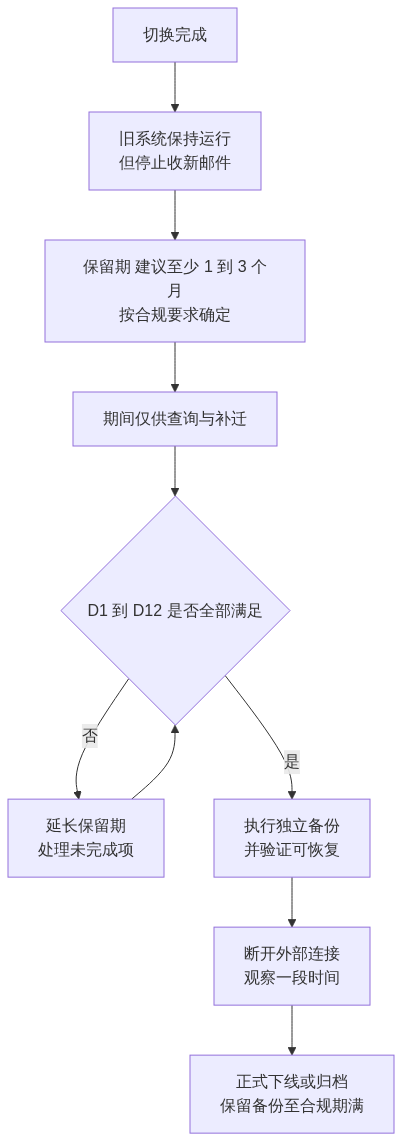 切换完成
旧系统保持运行
但停止收新邮件
保留期 建议至少 1 到 3 个
月
按合规要求确定
期间仅供查询与补迁
D1 到 D12 是否全部满足
否
是
延长保留期
处理未完成项
执行独立备份
并验证可恢复
断开外部连接
观察一段时间
正式下线或归档
保留备份至合规期满